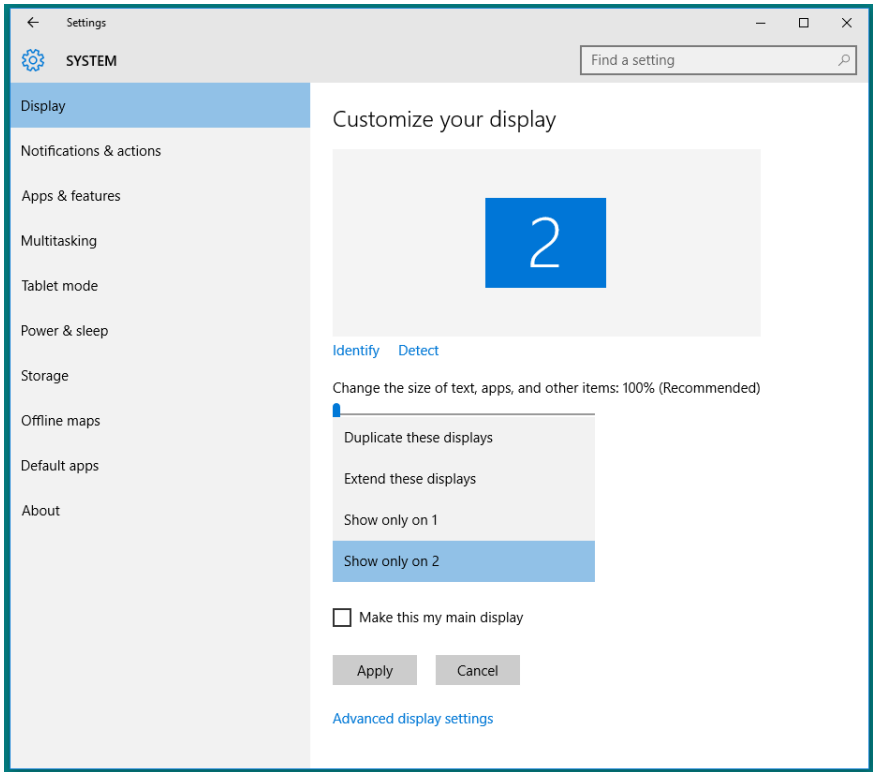 Settings
SYSTEM
Find a setting
Display
Notifications & actions
Apps & features
Multitasking
Tablet mode
Power & sleep
Storage
Offline maps
Default apps
About
Customize your display
2
Identify Detect
Change the size of text, apps, and other items: 100% (Recommended)
Duplicate these displays
Extend these displays
Show only on 1
Show only on 2
Make this my main display
Apply Cancel
Advanced display settings